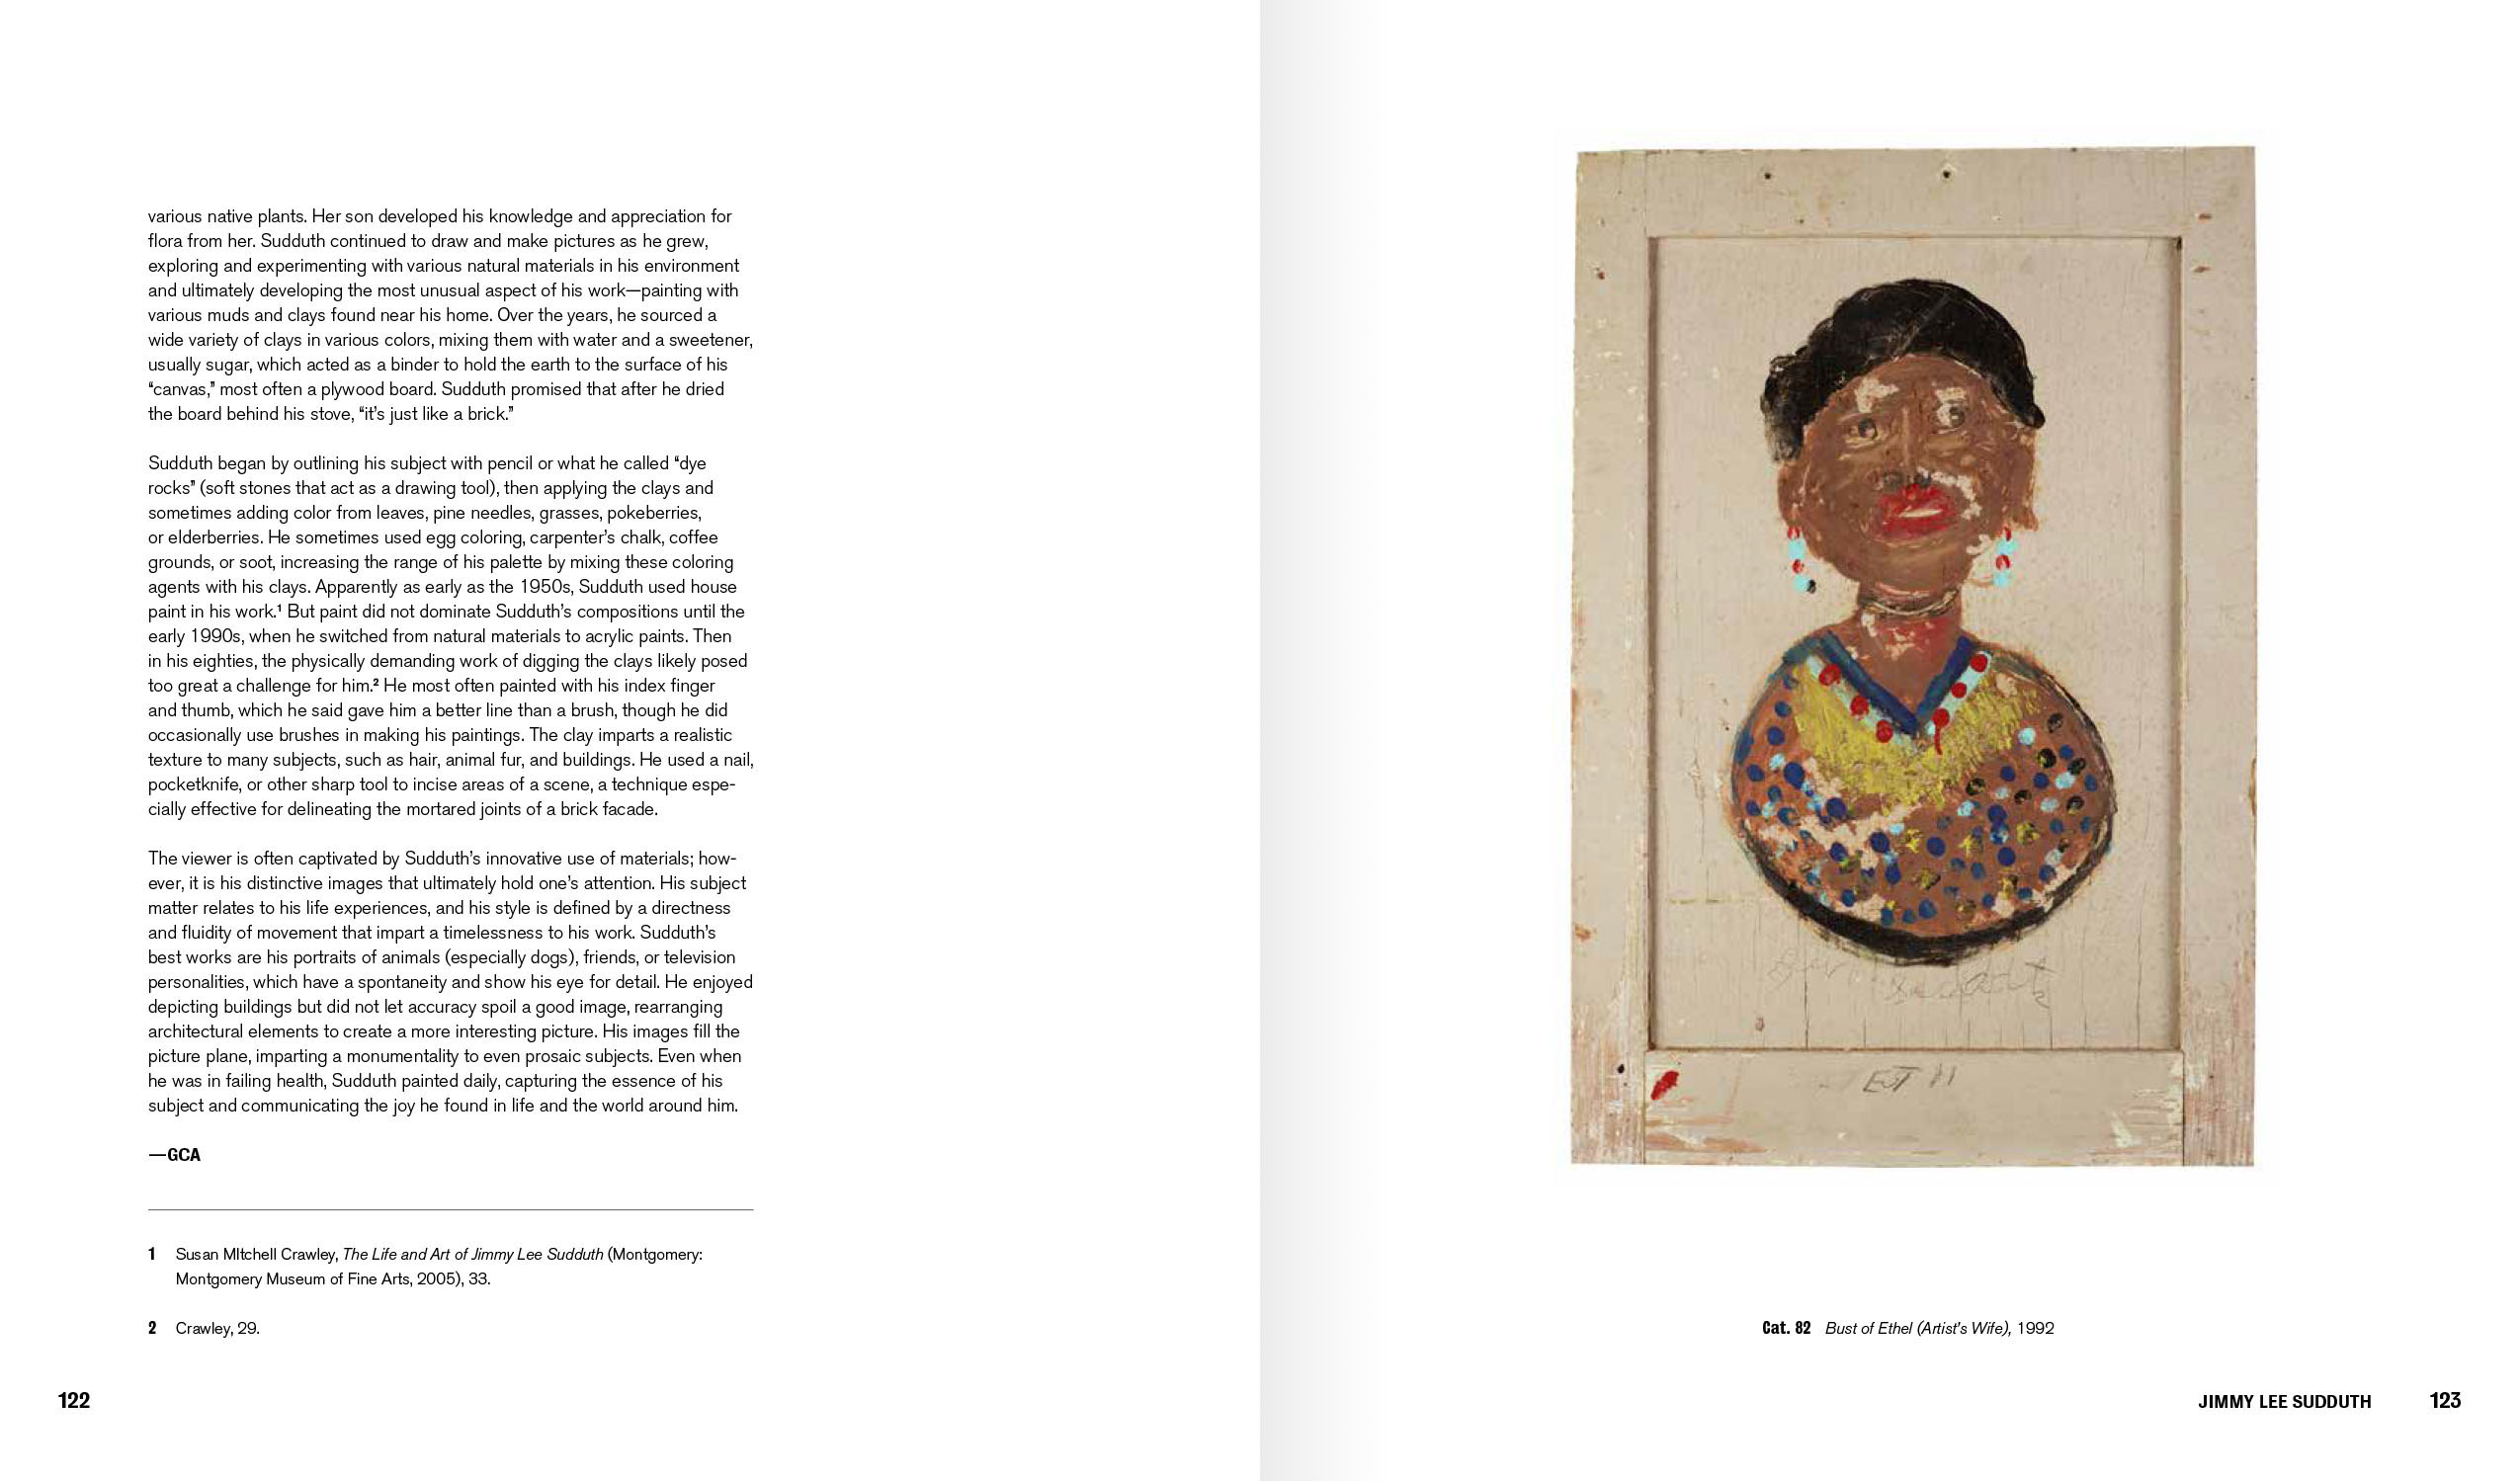 various native plants. Her son developed his knowledge and appreciation for
flora from her. Sudduth continued to draw and make pictures as he grew,
exploring and experimenting with various natural materials in his environment
and ultimately developing the most unusual aspect of his work—painting with
various muds and clays found near his home. Over the years, he sourced a
wide variety of clays in various colors, mixing them with water and a sweetener,
usually sugar, which acted as a binder to hold the earth to the surface of his
“canvas,” most often a plywood board. Sudduth promised that after he dried
the board behind his stove, “it’s just like a brick.”
Sudduth began by outlining his subject with pencil or what he called “dye
rocks” (soft stones that act as a drawing tool), then applying the clays and
sometimes adding color from leaves, pine needles, grasses, pokeberries,
or elderberries. He sometimes used egg coloring, carpenter’s chalk, coffee
grounds, or soot, increasing the range of his palette by mixing these coloring
agents with his clays. Apparently as early as the 1950s, Sudduth used house
paint in his work.¹ But paint did not dominate Sudduth’s compositions until the
early 1990s, when he switched from natural materials to acrylic paints. Then
in his eighties, the physically demanding work of digging the clays likely posed
too great a challenge for him.² He most often painted with his index finger
and thumb, which he said gave him a better line than a brush, though he did
occasionally use brushes in making his paintings. The clay imparts a realistic
texture to many subjects, such as hair, animal fur, and buildings. He used a nail,
pocketknife, or other sharp tool to incise areas of a scene, a technique espe-
cially effective for delineating the mortared joints of a brick facade.
The viewer is often captivated by Sudduth’s innovative use of materials; how-
ever, it is his distinctive images that ultimately hold one’s attention. His subject
matter relates to his life experiences, and his style is defined by a directness
and fluidity of movement that impart a timelessness to his work. Sudduth’s
best works are his portraits of animals (especially dogs), friends, or television
personalities, which have a spontaneity and show his eye for detail. He enjoyed
depicting buildings but did not let accuracy spoil a good image, rearranging
architectural elements to create a more interesting picture. His images fill the
picture plane, imparting a monumentality to even prosaic subjects. Even when
he was in failing health, Sudduth painted daily, capturing the essence of his
subject and communicating the joy he found in life and the world around him.
—GCA
1 Susan MItchell Crawley, The Life and Art of Jimmy Lee Sudduth (Montgomery:
Montgomery Museum of Fine Arts, 2005), 33.
2 Crawley, 29.
122
Cat. 82 Bust of Ethel (Artist’s Wife), 1992
JIMMY LEE SUDDUTH 123